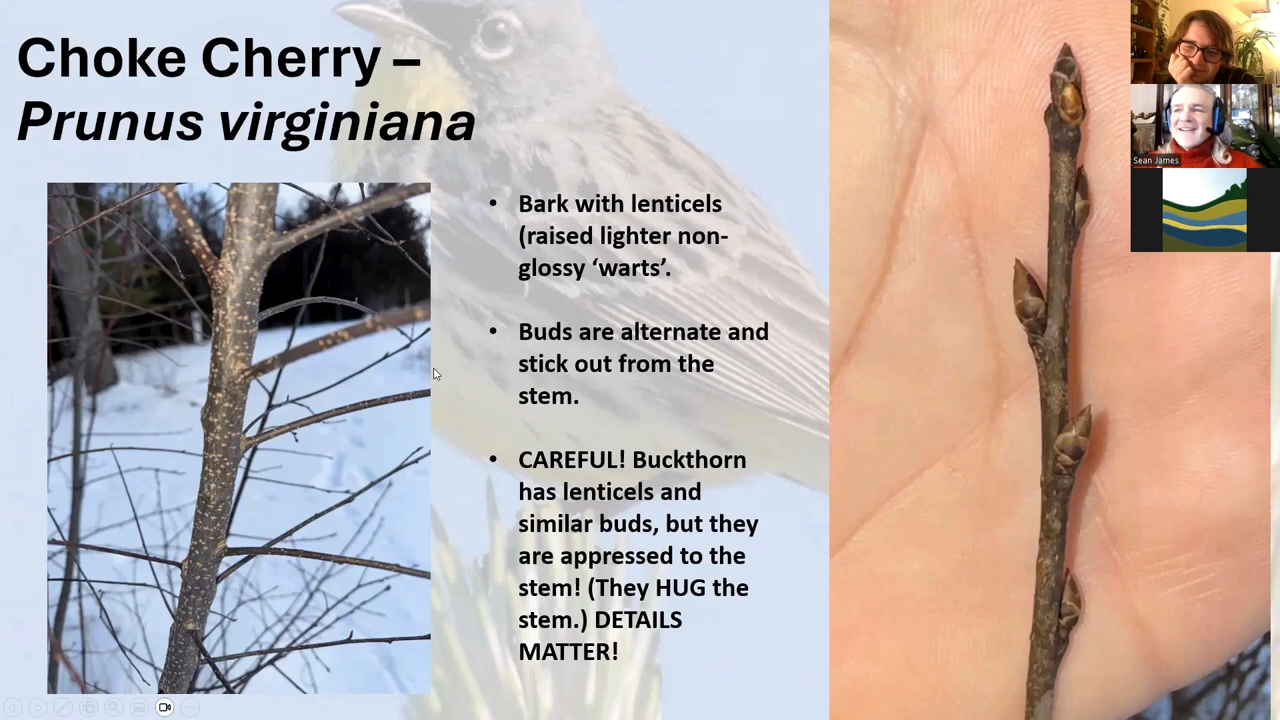 Choke Cherry –
Prunus virginiana
• Bark with lenticels
(raised lighter non-
glossy ‘warts’.
• Buds are alternate and
stick out from the
stem.
• CAREFUL! Buckthorn
has lenticels and
similar buds, but they
are appressed to the
stem! (They HUG the
stem.) DETAILS
MATTER!
Sean James